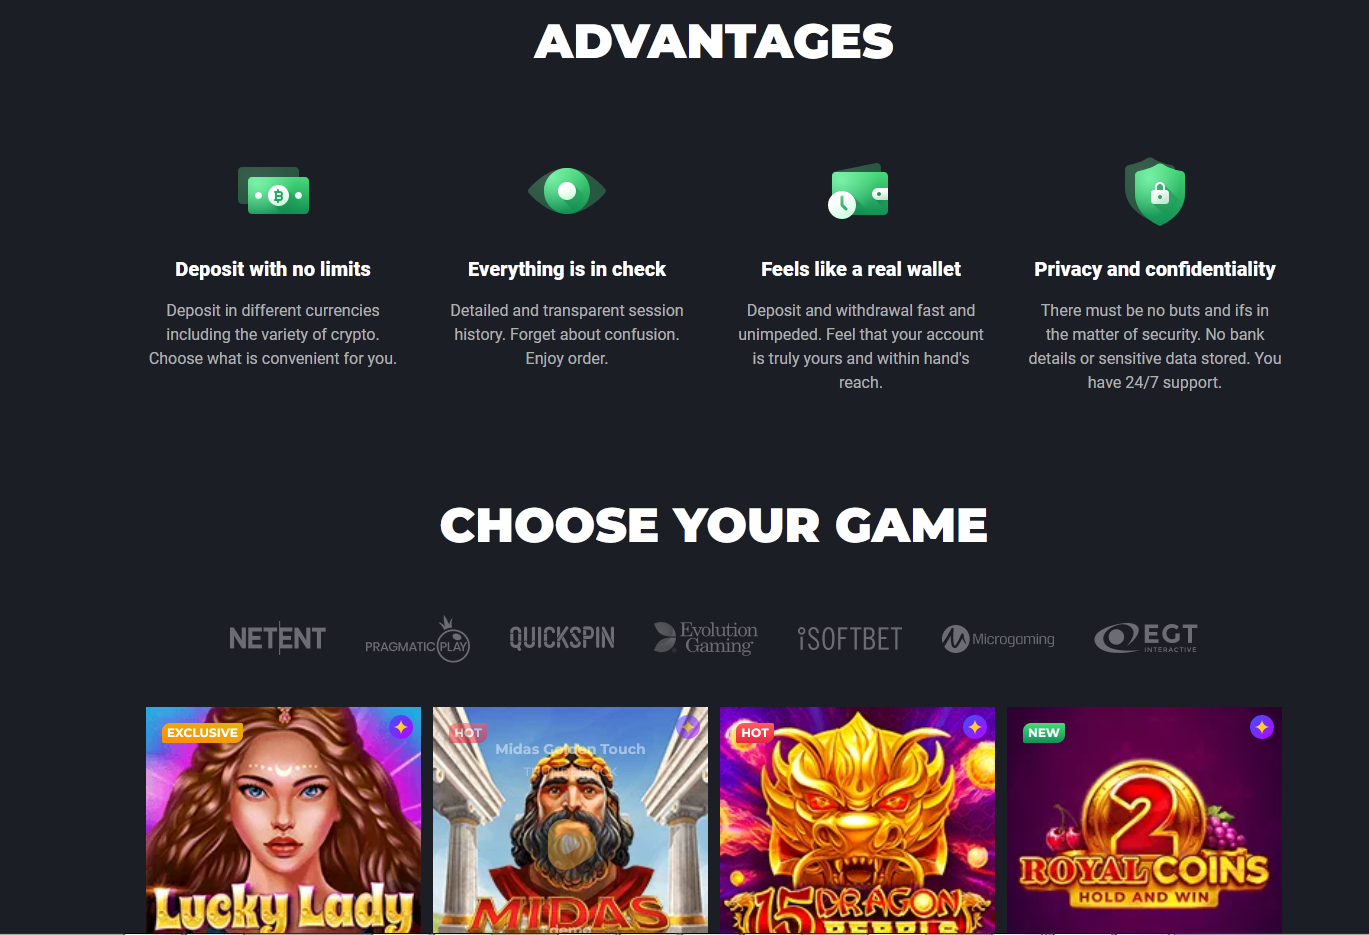 ADVANTAGES
Deposit with no limits
Deposit in different currencies
including the variety of crypto.
Choose what is convenient for you.
Everything is in check
Detailed and transparent session
history. Forget about confusion.
Enjoy order.
Feels like a real wallet
Deposit and withdrawal fast and
unimpeded. Feel that your account
is truly yours and within hand's
reach.
Privacy and confidentiality
There must be no buts and ifs in
the matter of security. No bank
details or sensitive data stored. You
have 24/7 support.
CHOOSE YOUR GAME
NETENT
PRAGMATIC PLAY
QUICKSPIN
Evolution
Gaming
iSOFTBET
Microgaming
EGT
INTERACTIVE
EXCLUSIVE
Lucky Lady
HOT
Midas Golden Touch
MIDAS
demo
HOT
15 DRAGON
PEARLS
NEW
2
ROYAL COINS
HOLD AND WIN